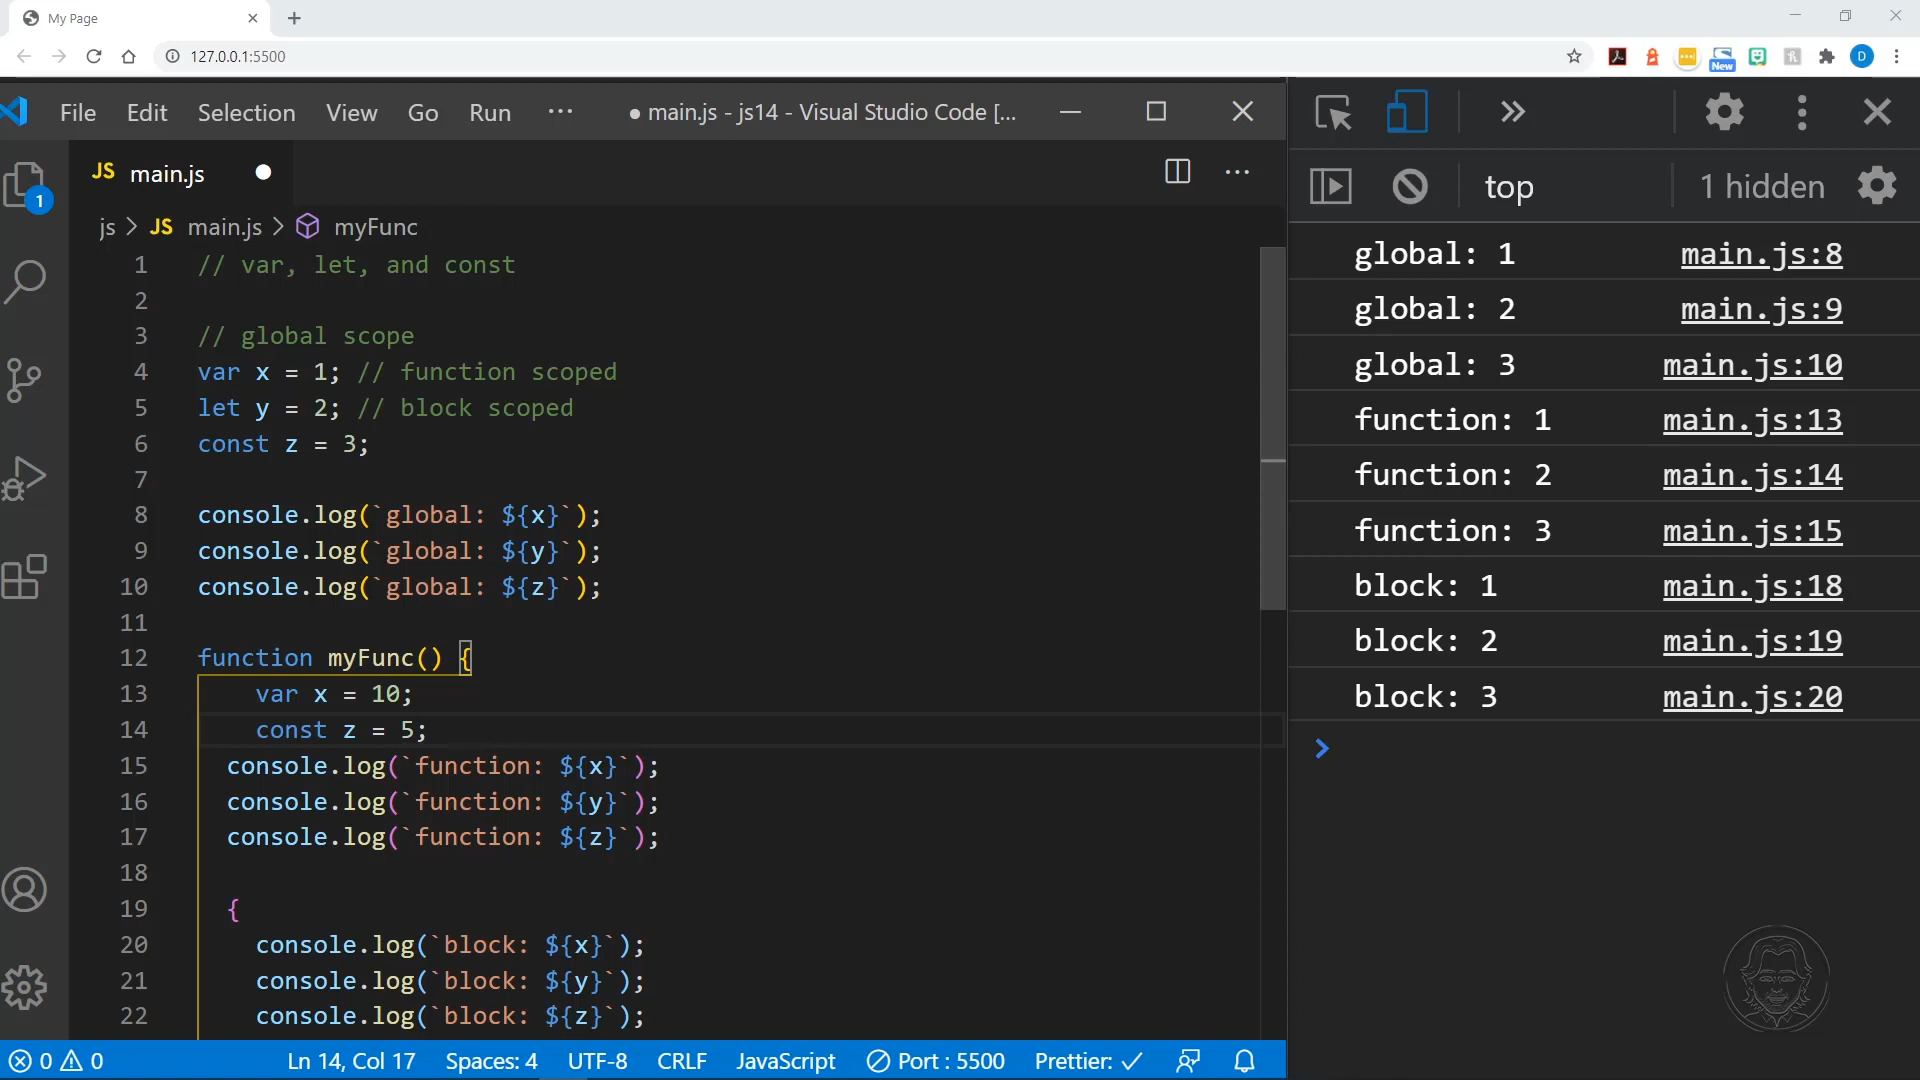 My Page
127.0.0.1:5500
New
D
File Edit Selection View Go Run ··· ● main.js - js14 - Visual Studio Code [...
JS main.js
1
js > JS main.js > myFunc
1 // var, let, and const
2
3 // global scope
4 var x = 1; // function scoped
5 let y = 2; // block scoped
6 const z = 3;
7
8 console.log(`global: ${x}`);
9 console.log(`global: ${y}`);
10 console.log(`global: ${z}`);
11
12 function myFunc() {
13 var x = 10;
14 const z = 5;
15 console.log(`function: ${x}`);
16 console.log(`function: ${y}`);
17 console.log(`function: ${z}`);
18
19 {
20 console.log(`block: ${x}`);
21 console.log(`block: ${y}`);
22 console.log(`block: ${z}`);
0 0 Ln 14, Col 17 Spaces: 4 UTF-8 CRLF JavaScript Port : 5500 Prettier: ✓
top 1 hidden
global: 1 main.js:8
global: 2 main.js:9
global: 3 main.js:10
function: 1 main.js:13
function: 2 main.js:14
function: 3 main.js:15
block: 1 main.js:18
block: 2 main.js:19
block: 3 main.js:20